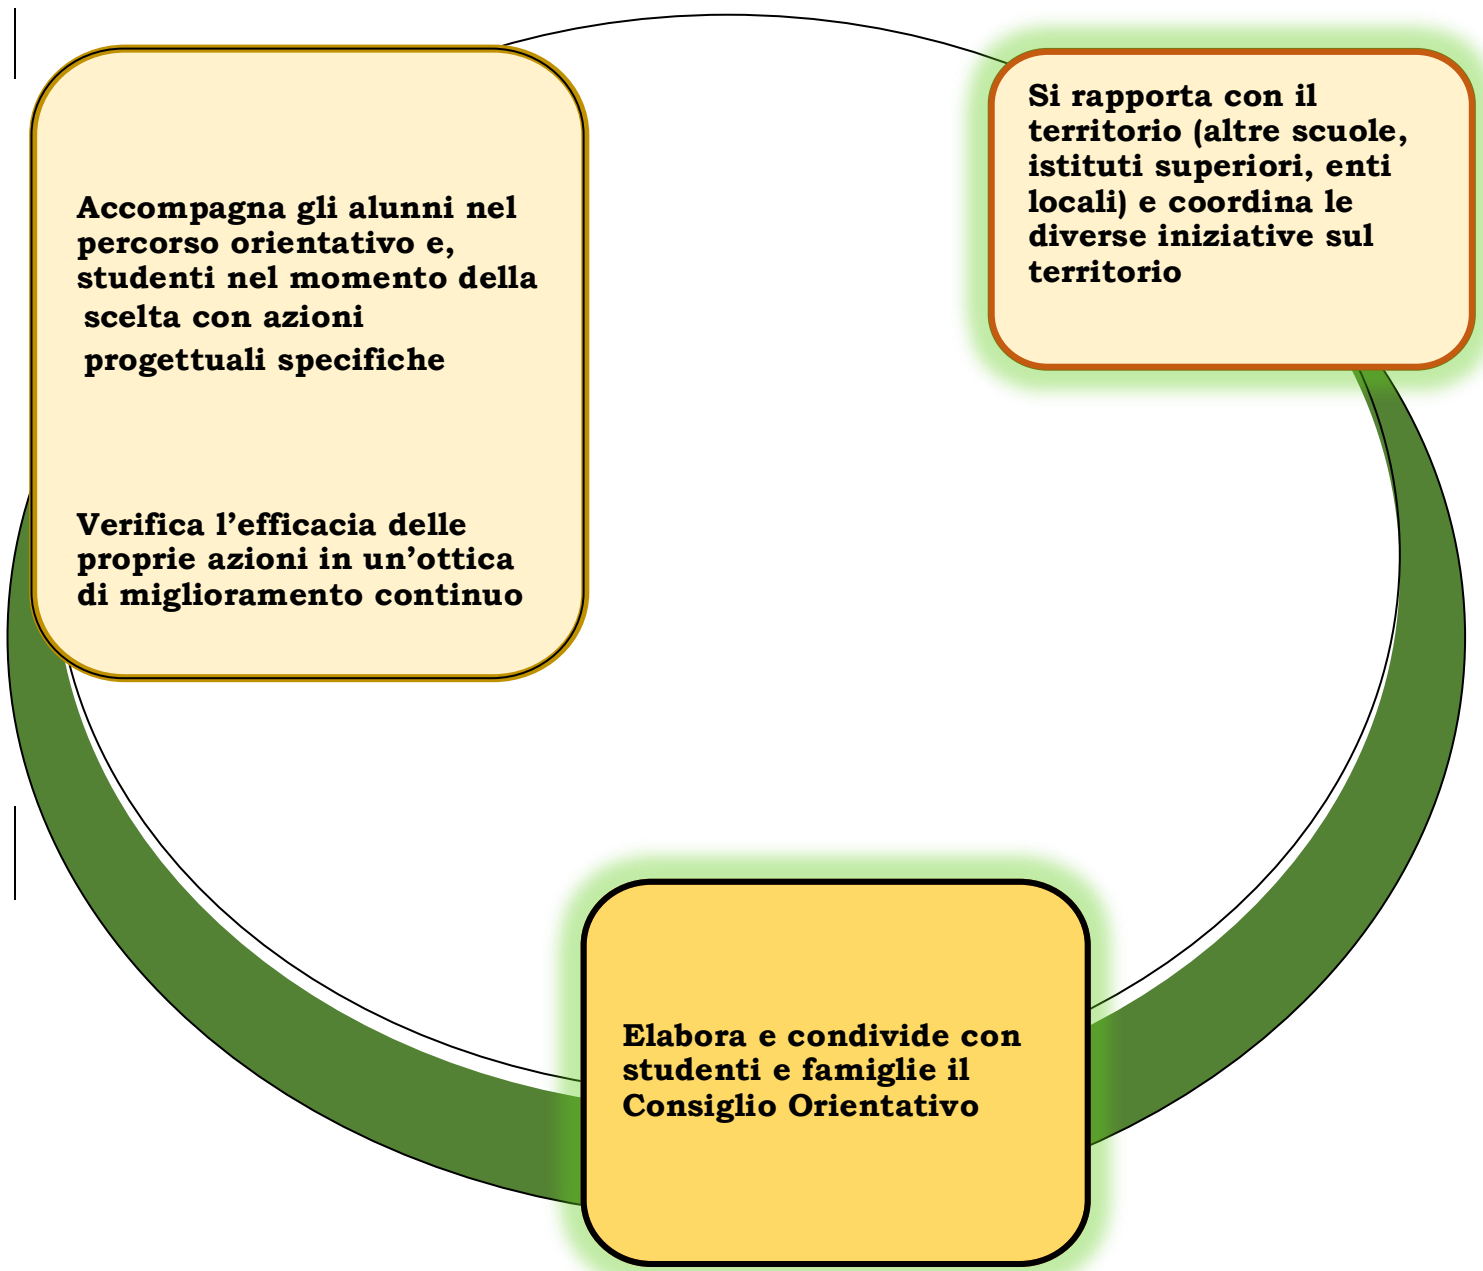 Accompagna gli alunni nel
percorso orientativo e,
studenti nel momento della
scelta con azioni
progettuali specifiche
Verifica l’efficacia delle
proprie azioni in un’ottica
di miglioramento continuo
Si rapporta con il
territorio (altre scuole,
istituti superiori, enti
locali) e coordina le
diverse iniziative sul
territorio
Elabora e condivide con
studenti e famiglie il
Consiglio Orientativo